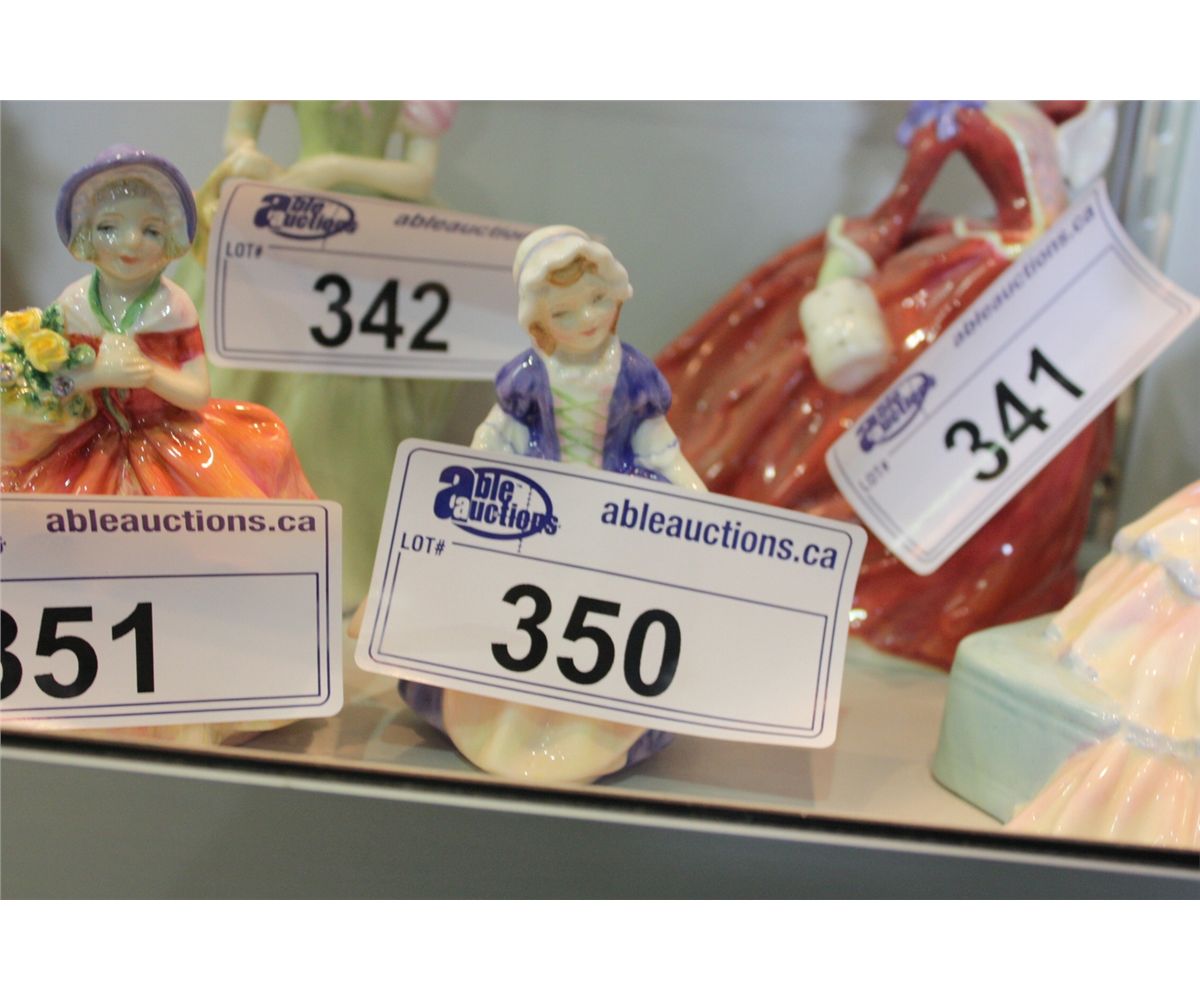 able auctions
ableauctions
LOT#
342
ableauctions.ca
able auctions
LOT#
341
ableauctions.ca
351
able auctions
ableauctions.ca
LOT#
350